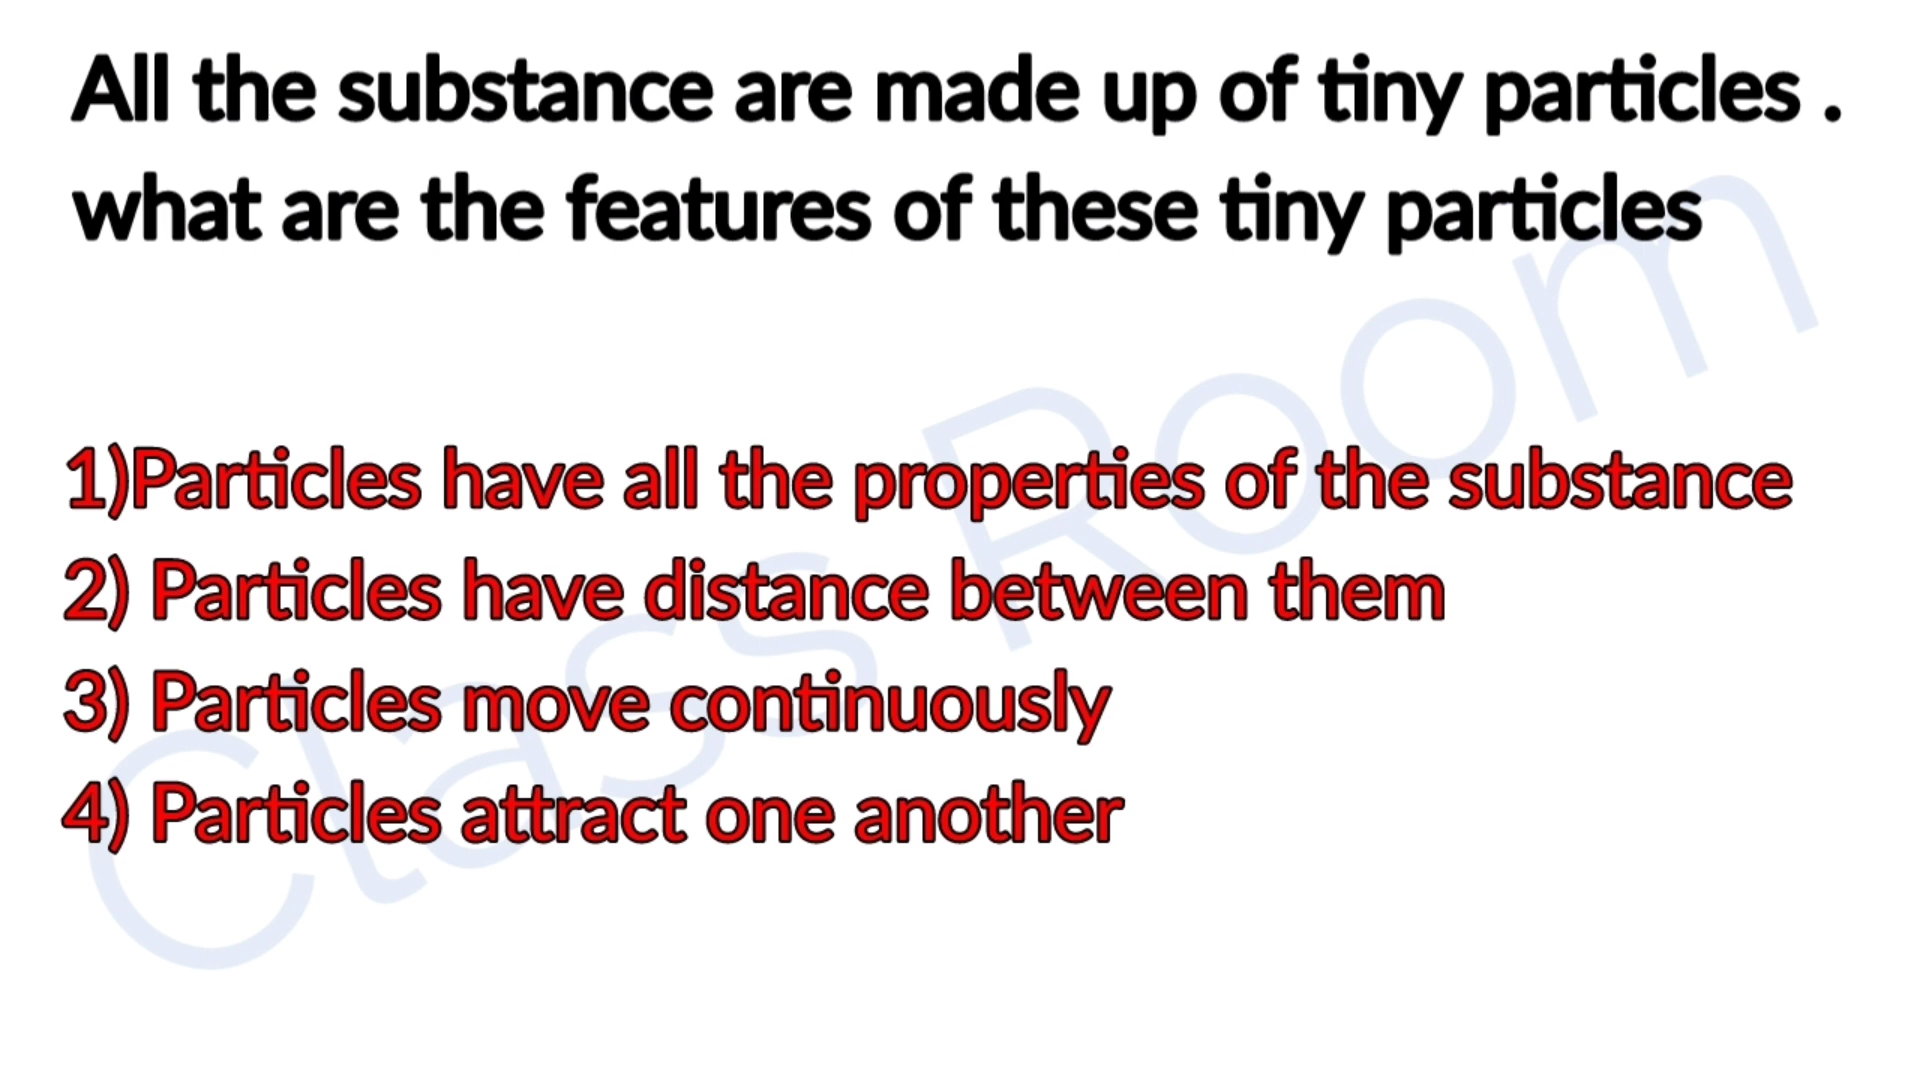 All the substance are made up of tiny particles .
what are the features of these tiny particles
1)Particles have all the properties of the substance
2) Particles have distance between them
3) Particles move continuously
4) Particles attract one another
Class Room